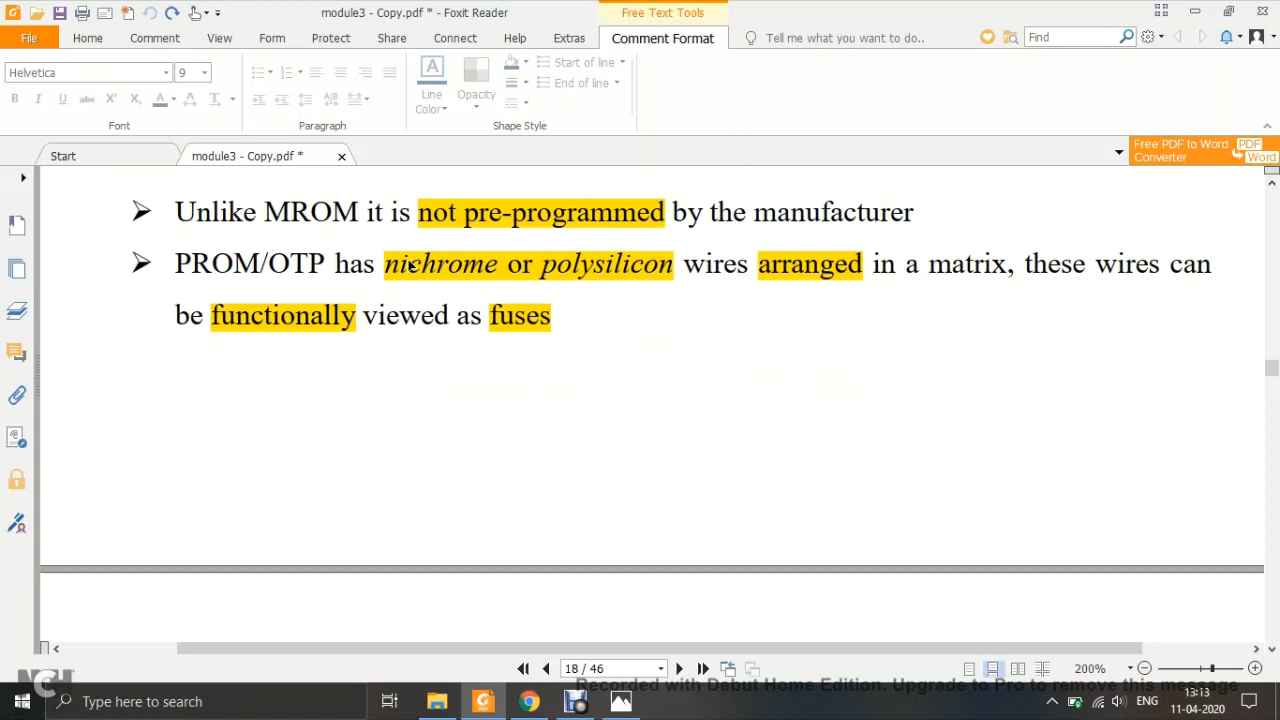 module3 - Copy.pdf * - Foxit Reader
Free Text Tools
File Home Comment View Form Protect Share Connect Help Extras Comment Format Tell me what you want to do.. Find
Helvetica 9
Start of line
End of line
Line Color
Opacity
Font Paragraph Shape Style
Start module3 - Copy.pdf *
Free PDF to Word Converter
PDF
Word
Unlike MROM it is not pre-programmed by the manufacturer
PROM/OTP has nichrome or polysilicon wires arranged in a matrix, these wires can
be functionally viewed as fuses
18 / 46
200%
NCH
Recorded with Debut Home Edition. Upgrade to Pro to remove this message
Type here to search
ENG
13:13
11-04-2020